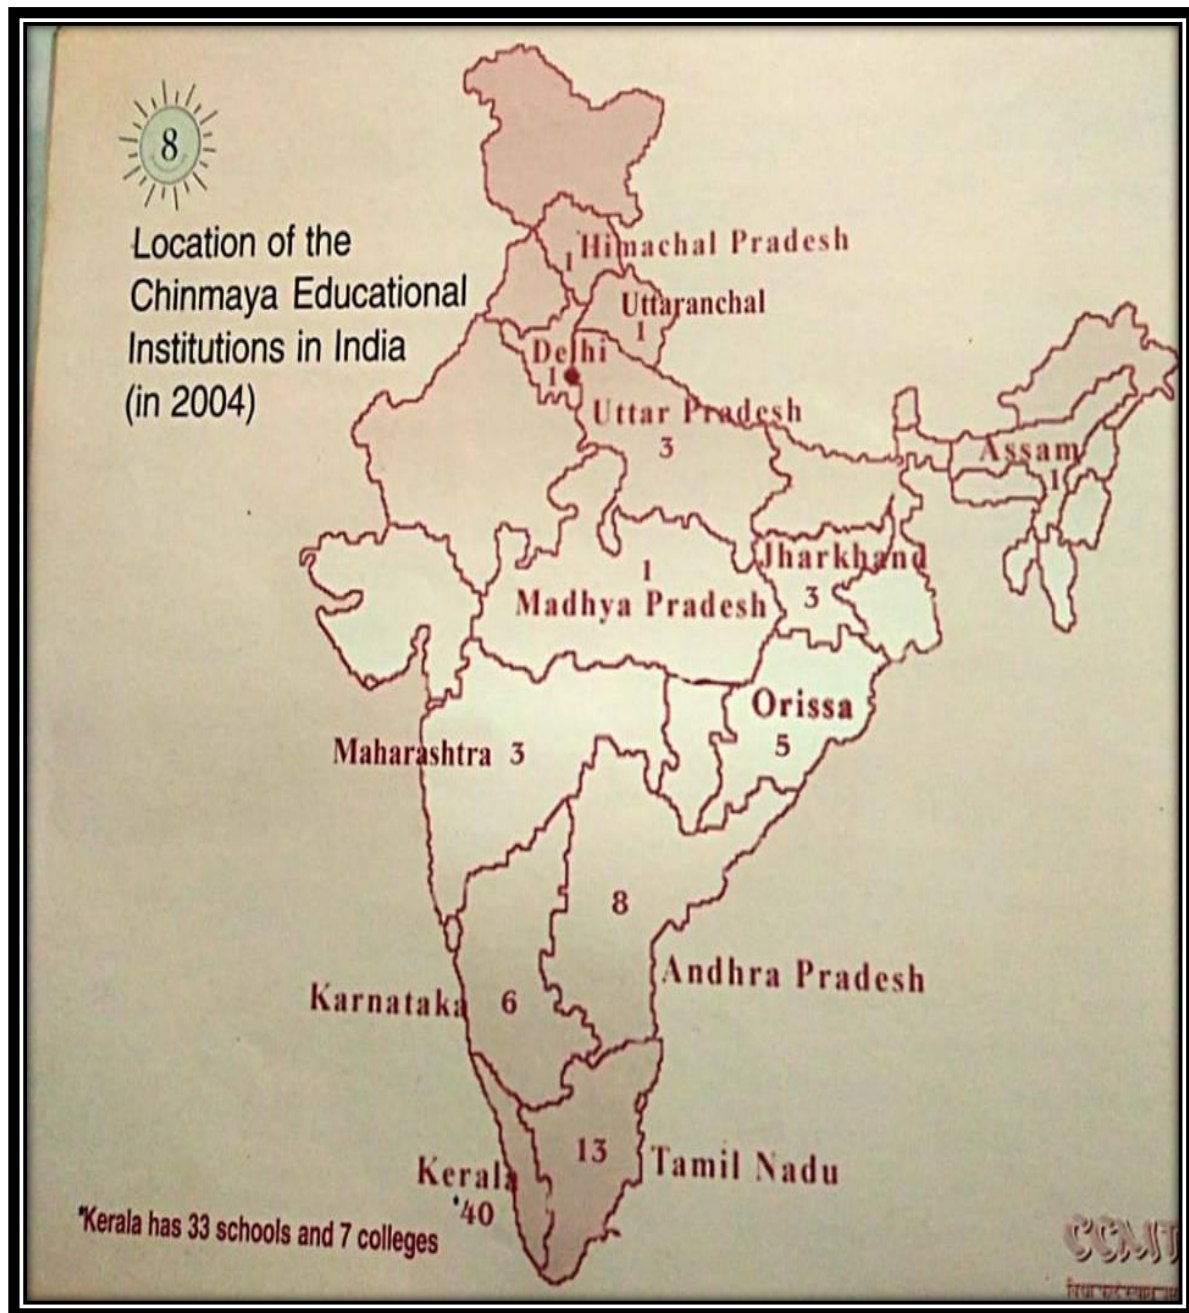 8
Location of the
Chinmaya Educational
Institutions in India
(in 2004)
Himachal Pradesh
1
Uttaranchal
1
Delhi
1
Uttar Pradesh
3
Assam
1
Jharkhand
3
1
Madhya Pradesh
Orissa
5
Maharashtra 3
8
Andhra Pradesh
Karnataka 6
13
Tamil Nadu
Kerala
*40
*Kerala has 33 schools and 7 colleges
CCMT